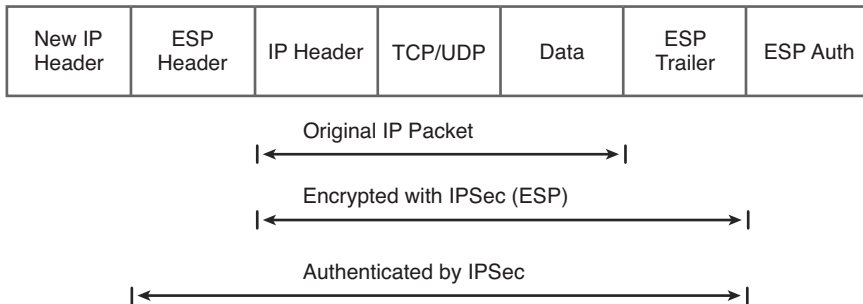 New IP
Header
ESP
Header
IP Header
TCP/UDP
Data
ESP
Trailer
ESP Auth
Original IP Packet
Encrypted with IPSec (ESP)
Authenticated by IPSec